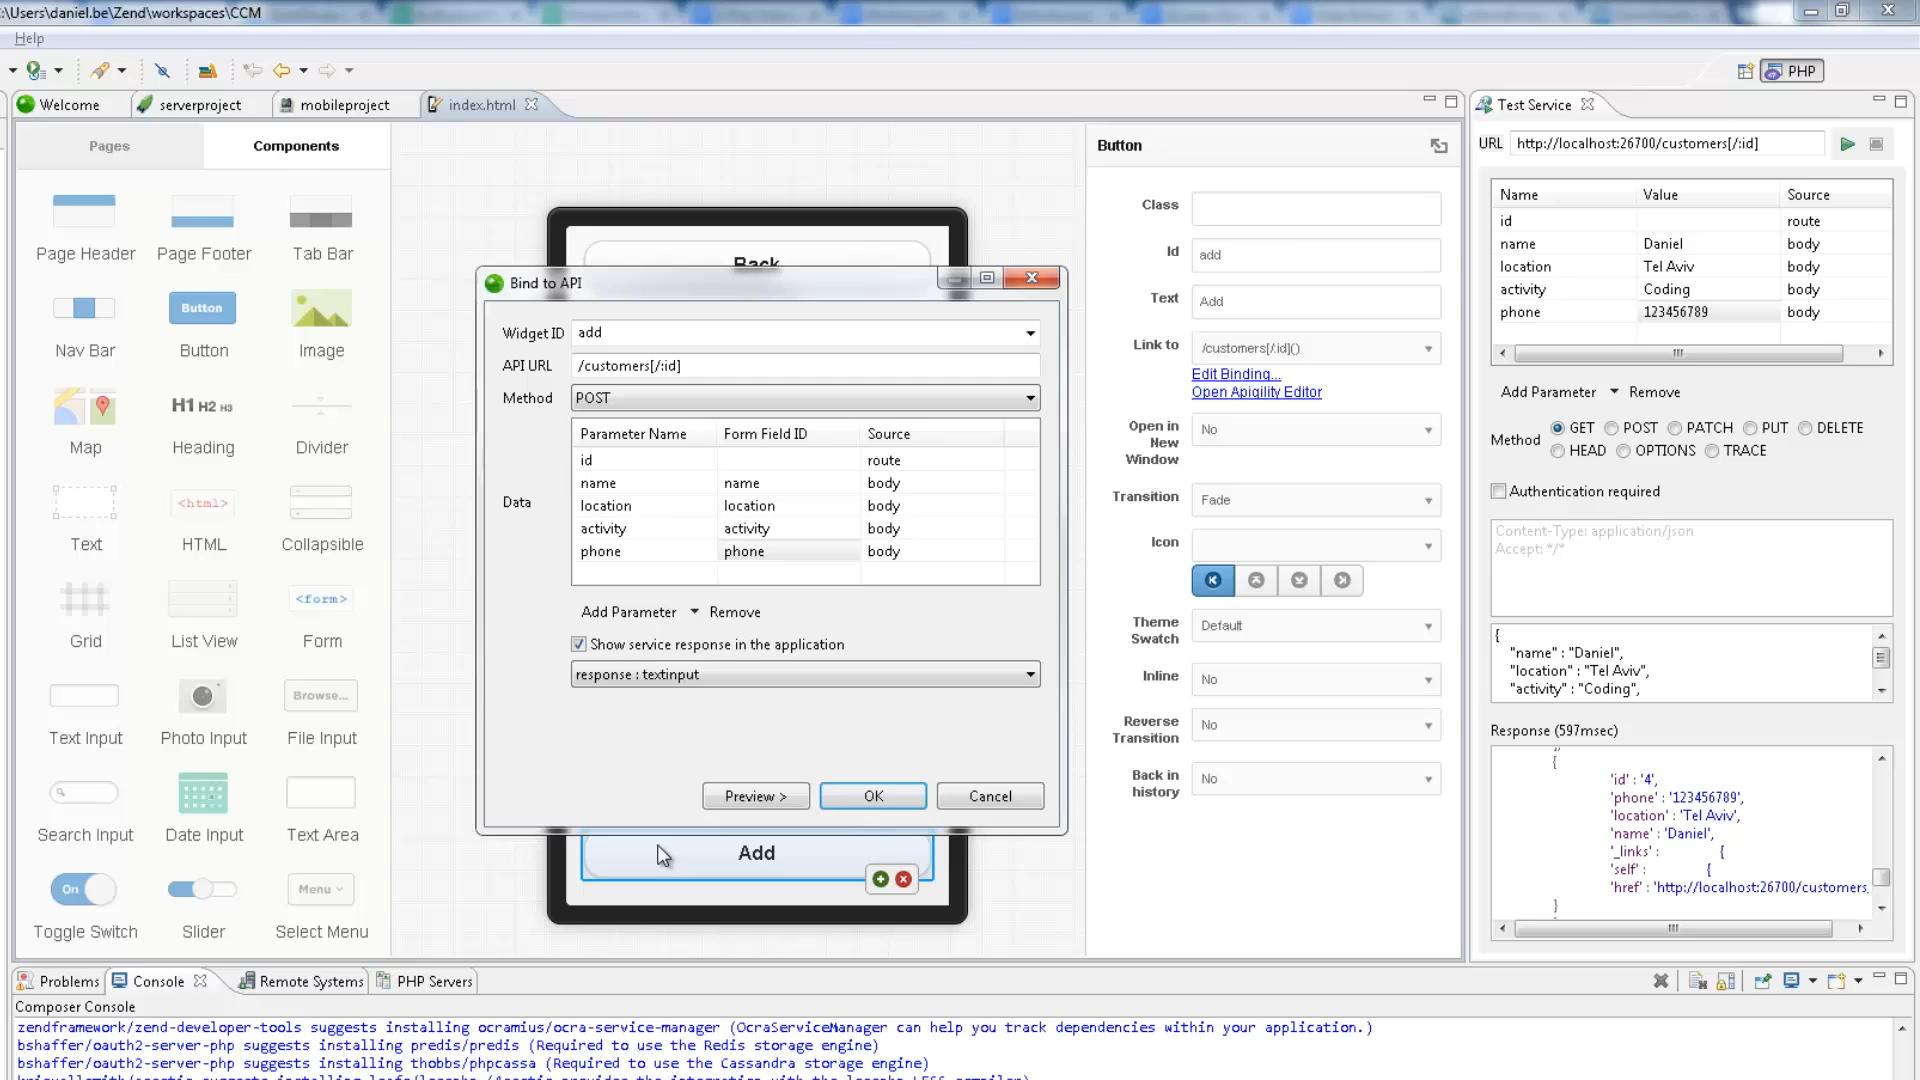 :\Users\daniel.be\Zend\workspaces\CCM
Help
PHP
Welcome
serverproject
mobileproject
index.html
Test Service
Pages
Components
Page Header
Page Footer
Tab Bar
Nav Bar
Button
Button
Image
Map
H1 H2 H3
Heading
Divider
Text
<html>
HTML
Collapsible
Grid
List View
<form>
Form
Text Input
Photo Input
Browse...
File Input
Search Input
Date Input
Text Area
On
Toggle Switch
Slider
Menu
Select Menu
Back
Bind to API
Widget ID add
API URL /customers[/:id]
Method POST
Data
Parameter Name Form Field ID Source
id route
name name body
location location body
activity activity body
phone phone body
Add Parameter Remove
Show service response in the application
response : textinput
Preview > OK Cancel
Add
Button
Class
Id add
Text Add
Link to /customers[/:id]()
Edit Binding...
Open Apigility Editor
Open in New Window No
Transition Fade
Icon
Theme Swatch Default
Inline No
Reverse Transition No
Back in history No
URL http://localhost:26700/customers[/:id]
Name Value Source
id route
name Daniel body
location Tel Aviv body
activity Coding body
phone 123456789 body
Add Parameter Remove
Method GET POST PATCH PUT DELETE
HEAD OPTIONS TRACE
Authentication required
Content-Type: application/json
Accept: */*
{
"name" : "Daniel",
"location" : "Tel Aviv",
"activity" : "Coding",
Response (597msec)
{
'id' : '4',
'phone' : '123456789',
'location' : 'Tel Aviv',
'name' : 'Daniel',
'_links' : {
'self' : {
'href' : 'http://localhost:26700/customers
}
Problems
Console
Remote Systems
PHP Servers
Composer Console
zendframework/zend-developer-tools suggests installing ocramius/ocra-service-manager (OcraServiceManager can help you track dependencies within your application.)
bshaffer/oauth2-server-php suggests installing predis/predis (Required to use the Redis storage engine)
bshaffer/oauth2-server-php suggests installing thobbs/phpcassa (Required to use the Cassandra storage engine)